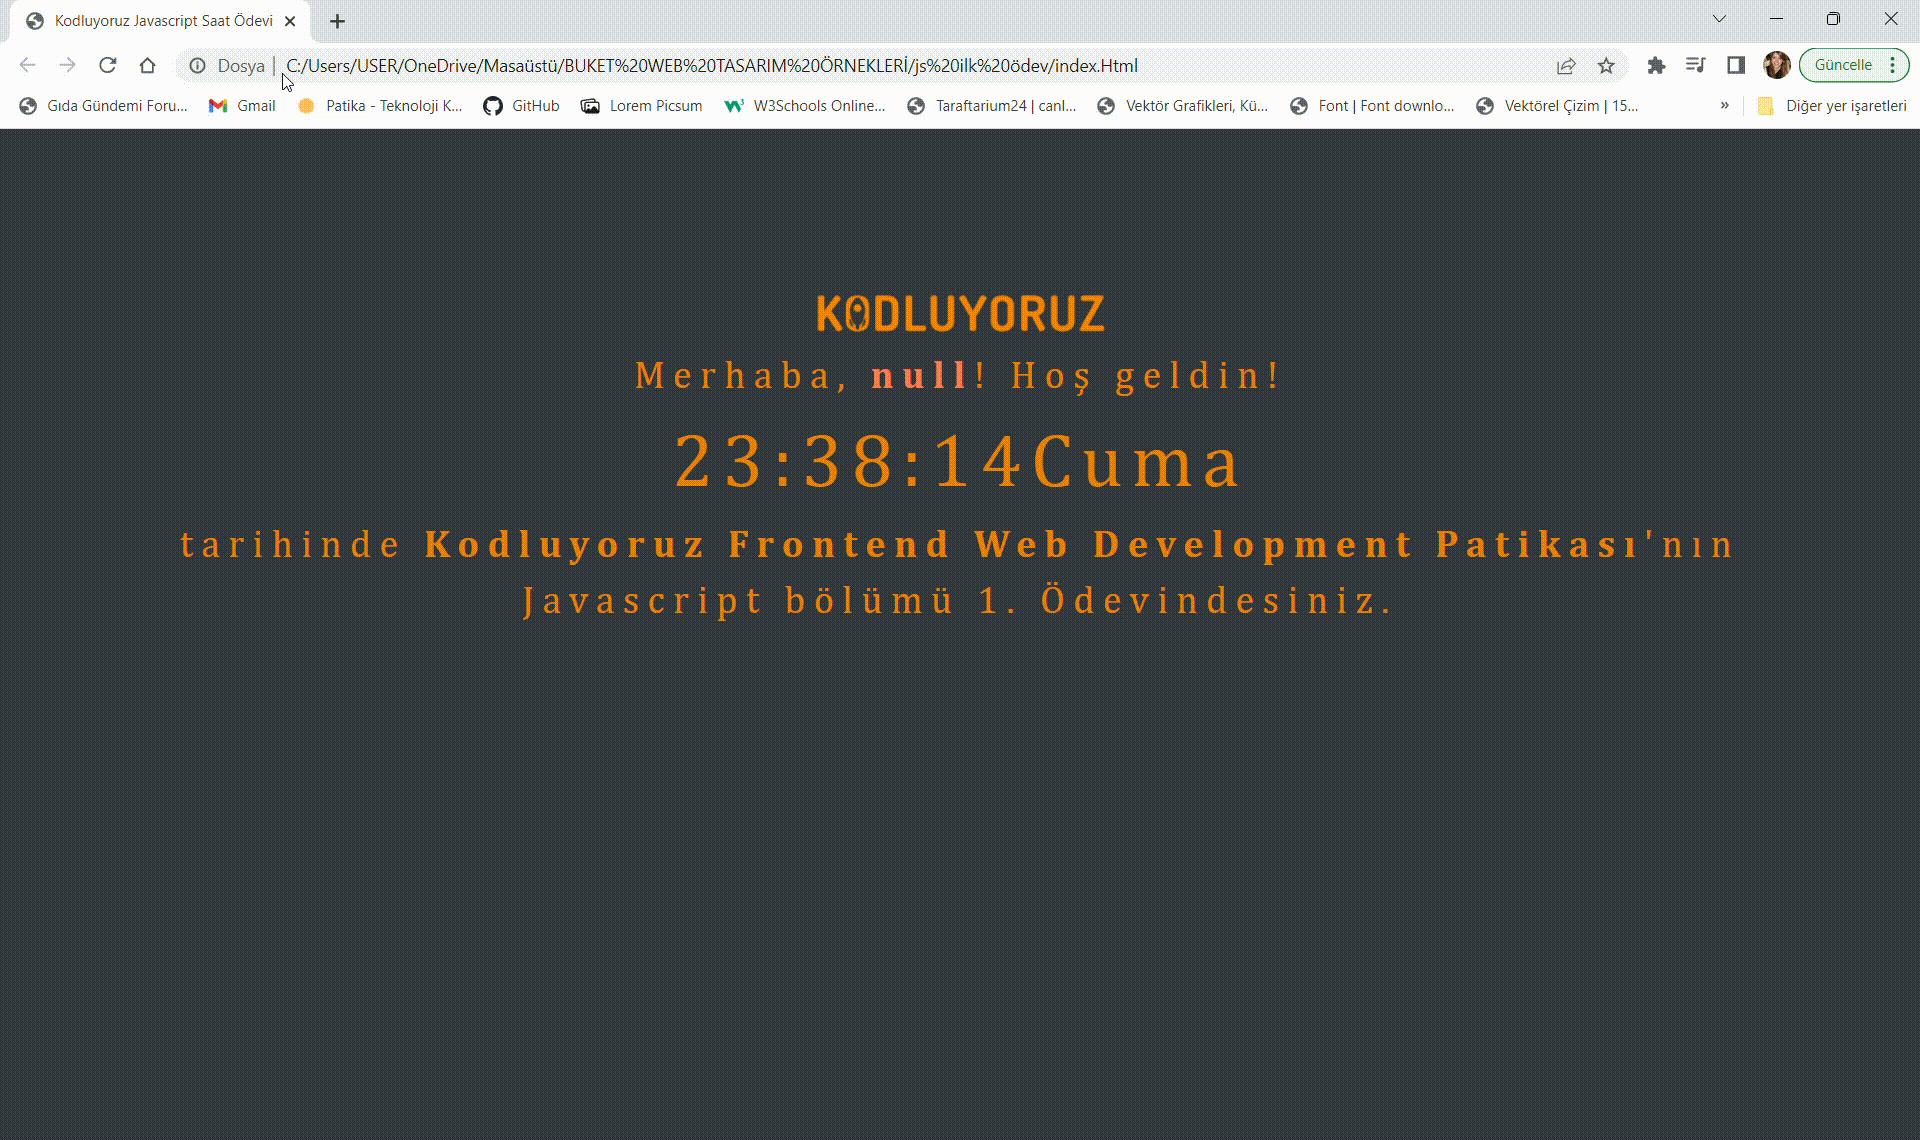 Kodluyoruz Javascript Saat Ödevi
Dosya | C:/Users/USER/OneDrive/Masaüstü/BUKET%20WEB%20TASARIM%20ÖRNEKLERİ/js%20ilk%20ödev/index.Html
Güncelle
Gıda Gündemi Foru... Gmail Patika - Teknoloji K... GitHub Lorem Picsum W3Schools Online... Taraftarium24 | canl... Vektör Grafikleri, Kü... Font | Font downlo... Vektörel Çizim | 15... » Diğer yer işaretleri
KODLUYORUZ
Merhaba, null! Hoş geldin!
23:38:14Cuma
tarihinde Kodluyoruz Frontend Web Development Patikası'nın
Javascript bölümü 1. Ödevindesiniz.